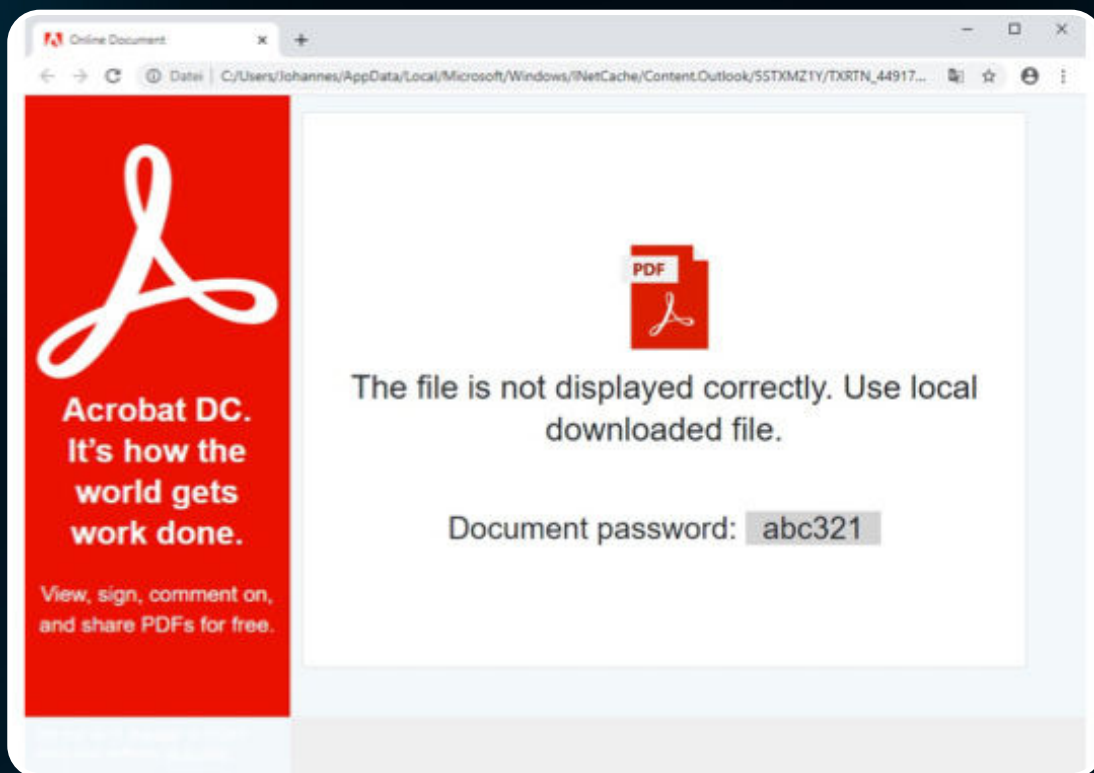 Online Document
Datei C:/Users/Johannes/AppData/Local/Microsoft/Windows/INetCache/Content.Outlook/5STXMZ1Y/TXRTN_44917...
Acrobat DC.
It's how the
world gets
work done.
View, sign, comment on,
and share PDFs for free.
PDF
The file is not displayed correctly. Use local
downloaded file.
Document password: abc321